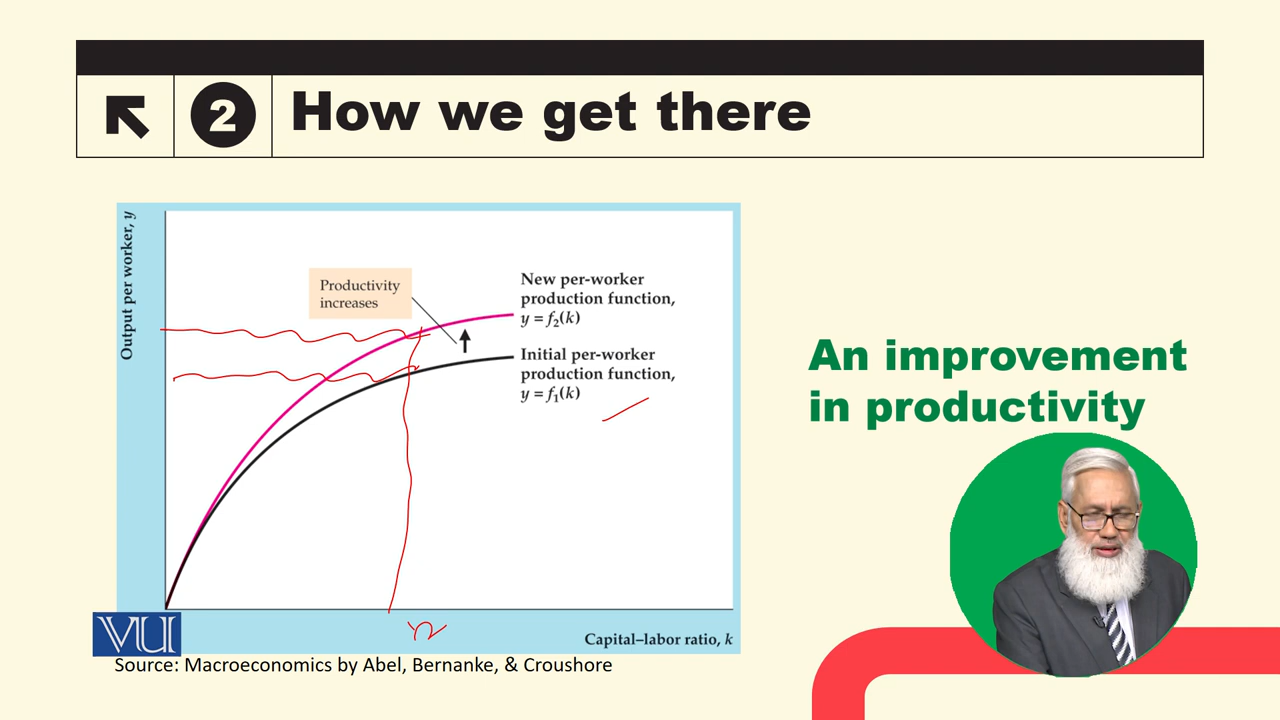 2 How we get there
Output per worker, y
Productivity
increases
New per-worker
production function,
y = f₂(k)
Initial per-worker
production function,
y = f₁(k)
Capital–labor ratio, k
VU
Source: Macroeconomics by Abel, Bernanke, & Croushore
An improvement
in productivity